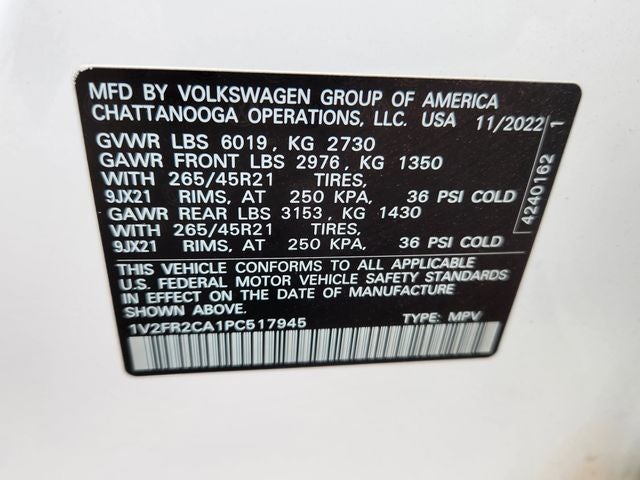 MFD BY VOLKSWAGEN GROUP OF AMERICA
CHATTANOOGA OPERATIONS, LLC. USA 11/2022
GVWR LBS 6019, KG 2730
GAWR FRONT LBS 2976, KG 1350
WITH 265/45R21 TIRES,
9JX21 RIMS, AT 250 KPA, 36 PSI COLD
GAWR REAR LBS 3153, KG 1430
WITH 265/45R21 TIRES,
9JX21 RIMS, AT 250 KPA, 36 PSI COLD
THIS VEHICLE CONFORMS TO ALL APPLICABLE
U.S. FEDERAL MOTOR VEHICLE SAFETY STANDARDS
IN EFFECT ON THE DATE OF MANUFACTURE
SHOWN ABOVE.
1V2FR2CA1PC517945 TYPE: MPV
4240162 1